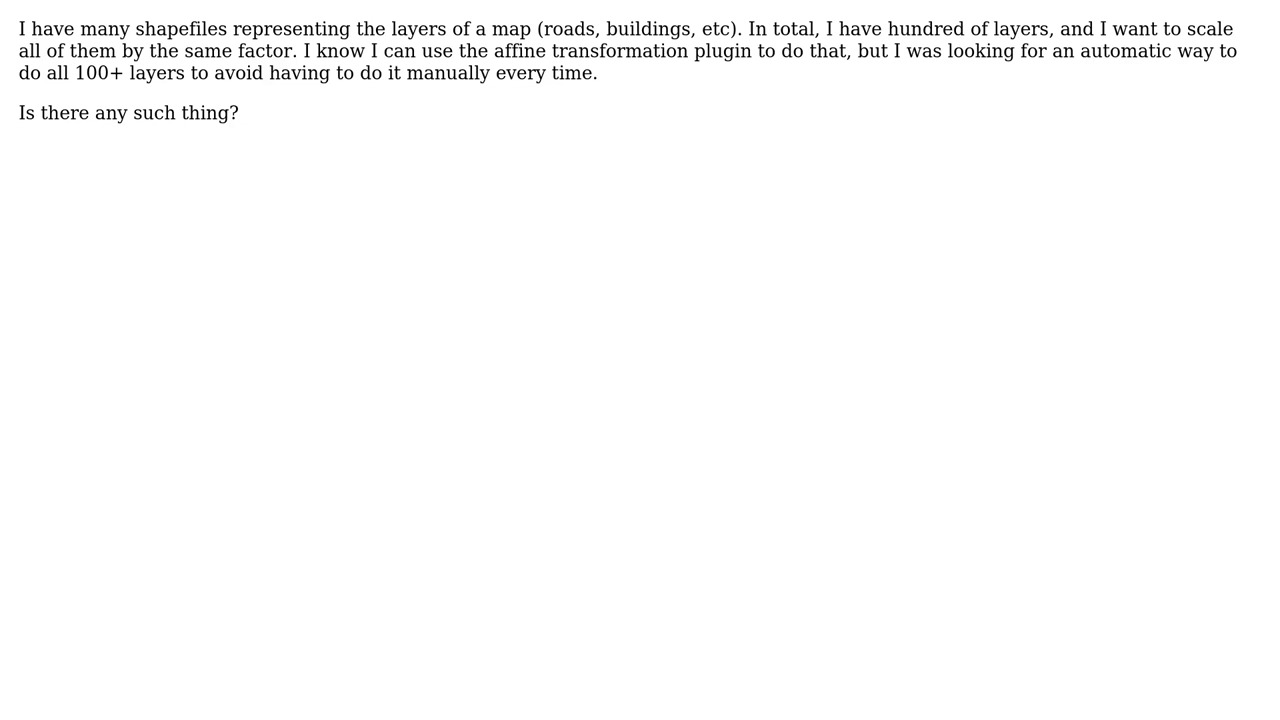 I have many shapefiles representing the layers of a map (roads, buildings, etc). In total, I have hundred of layers, and I want to scale
all of them by the same factor. I know I can use the affine transformation plugin to do that, but I was looking for an automatic way to
do all 100+ layers to avoid having to do it manually every time.
Is there any such thing?